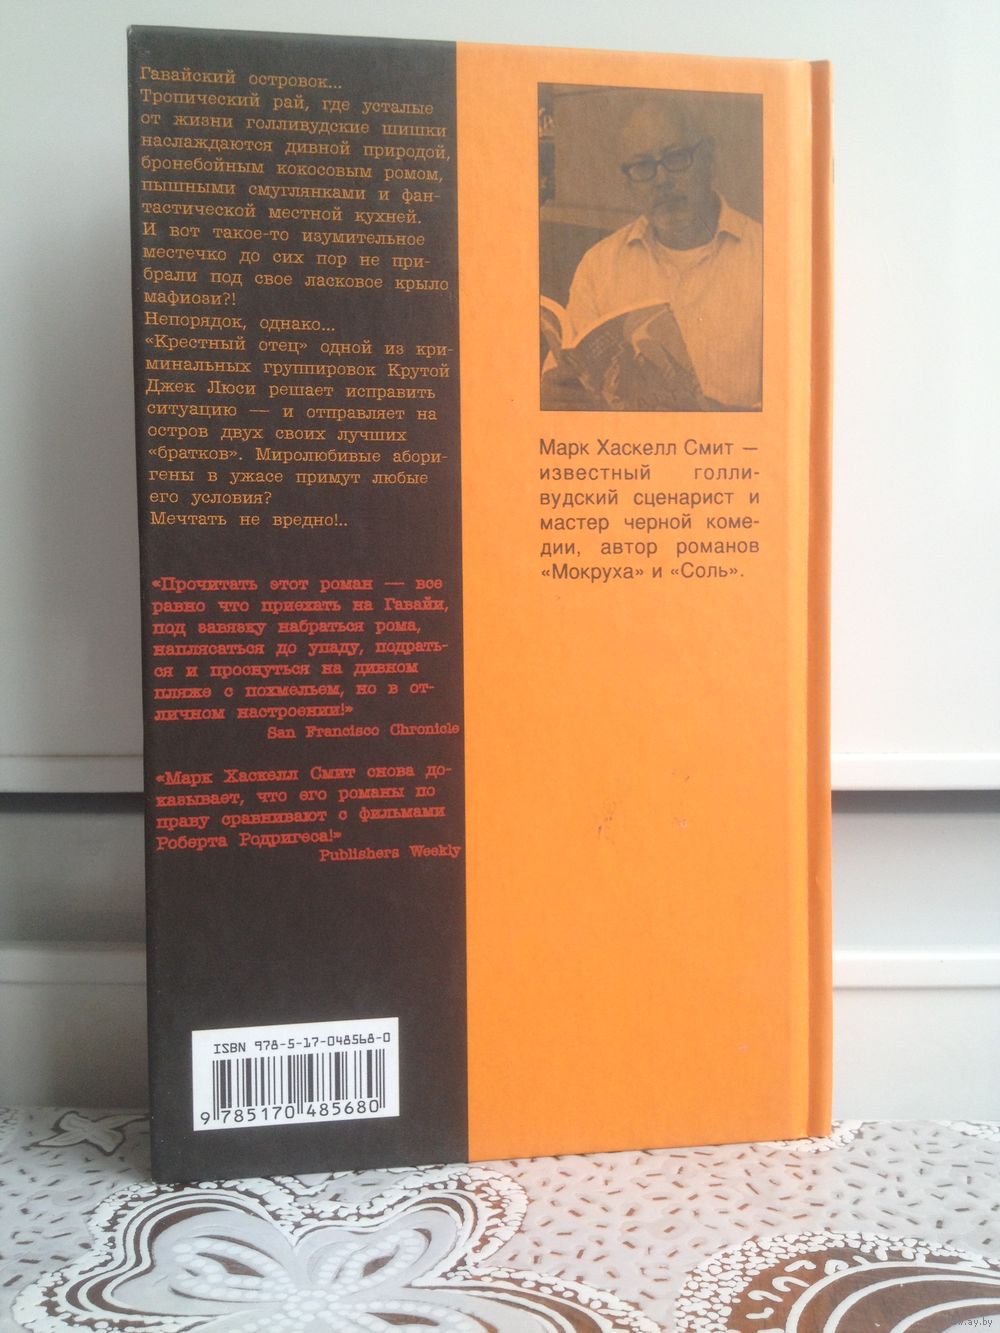 Гавайский островок...
Тропический рай, где усталые
от жизни голливудские шишки
наслаждаются дивной природой,
бронебойным кокосовым ромом,
пышными смуглянками и фан-
тастической местной кухней.
И вот такое-то изумительное
местечко до сих пор не при-
брали под свое ласковое крыло
мафиози?!
Непорядок, однако...
«Крестный отец» одной из кри-
минальных группировок Крутой
Джек Люси решает исправить
ситуацию — и отправляет на
остров двух своих лучших
«братков». Миролюбивые абори-
гены в ужасе примут любые
его условия?
Мечтать не вредно!..
«Прочитать этот роман — все
равно что приехать на Гавайи,
под завязку набраться рома,
наплясаться до упаду, подрать-
ся и проснуться на дивном
пляже с похмельем, но в от-
личном настроении!»
San Francisco Chronicle
«Марк Хаскелл Смит снова до-
казывает, что его романы по
праву сравнивают с фильмами
Роберта Родригеса!»
Publishers Weekly
ISBN 978-5-17-048568-0
9 785170 485680
Марк Хаскелл Смит —
известный голли-
вудский сценарист и
мастер черной коме-
дии, автор романов
«Мокруха» и «Соль».